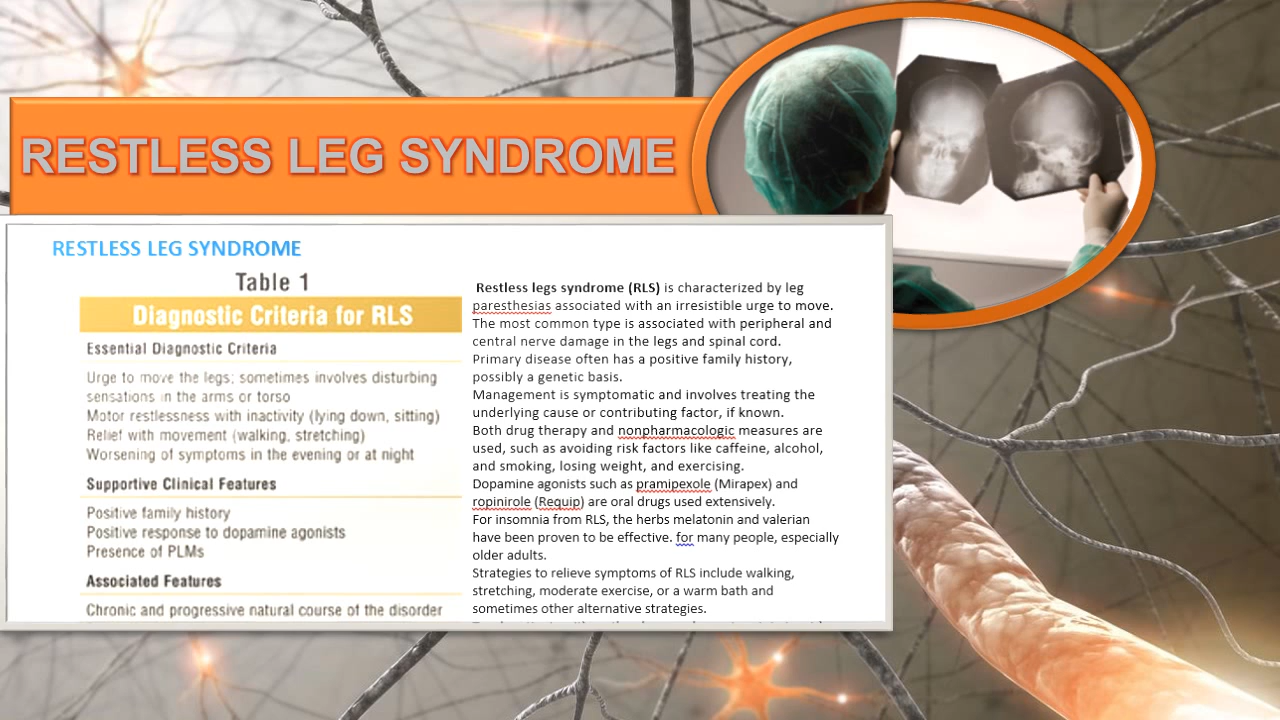 RESTLESS LEG SYNDROME
RESTLESS LEG SYNDROME
Table 1
Diagnostic Criteria for RLS
Essential Diagnostic Criteria
Urge to move the legs; sometimes involves disturbing
sensations in the arms or torso
Motor restlessness with inactivity (lying down, sitting)
Relief with movement (walking, stretching)
Worsening of symptoms in the evening or at night
Supportive Clinical Features
Positive family history
Positive response to dopamine agonists
Presence of PLMs
Associated Features
Chronic and progressive natural course of the disorder
Restless legs syndrome (RLS) is characterized by leg
paresthesias associated with an irresistible urge to move.
The most common type is associated with peripheral and
central nerve damage in the legs and spinal cord.
Primary disease often has a positive family history,
possibly a genetic basis.
Management is symptomatic and involves treating the
underlying cause or contributing factor, if known.
Both drug therapy and nonpharmacologic measures are
used, such as avoiding risk factors like caffeine, alcohol,
and smoking, losing weight, and exercising.
Dopamine agonists such as pramipexole (Mirapex) and
ropinirole (Requip) are oral drugs used extensively.
For insomnia from RLS, the herbs melatonin and valerian
have been proven to be effective. for many people, especially
older adults.
Strategies to relieve symptoms of RLS include walking,
stretching, moderate exercise, or a warm bath and
sometimes other alternative strategies.